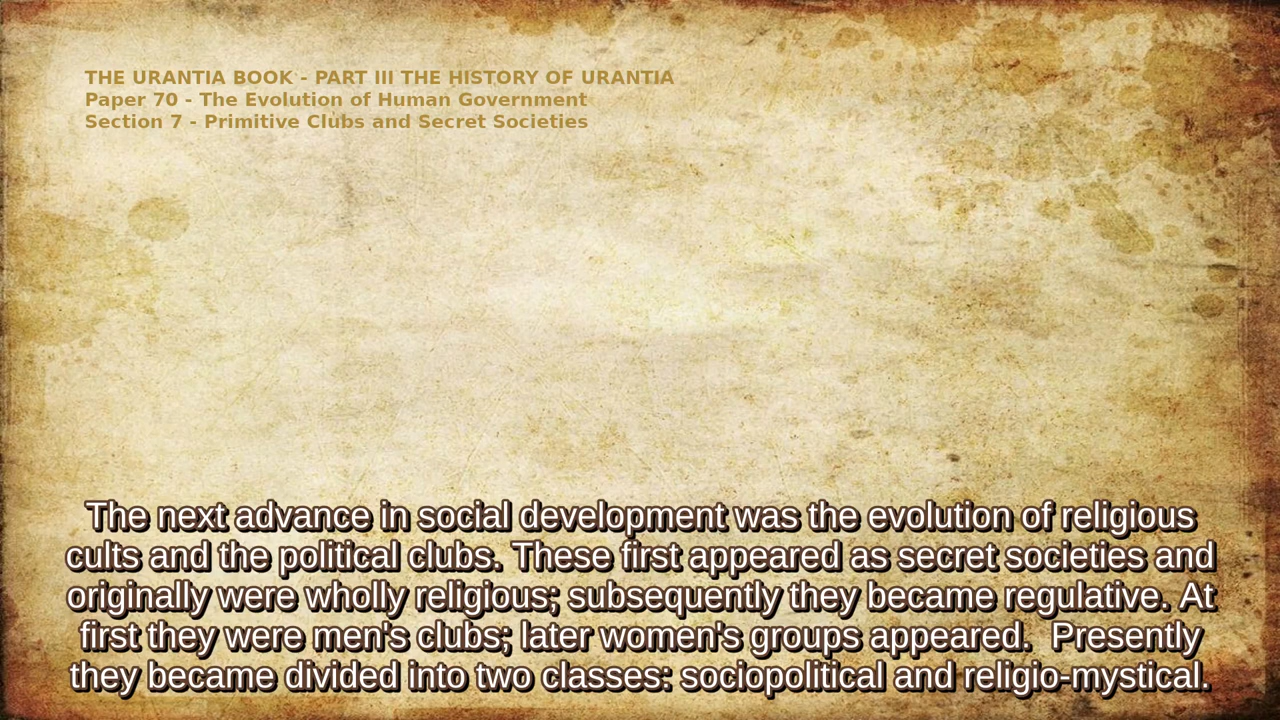 THE URANTIA BOOK - PART III THE HISTORY OF URANTIA
Paper 70 - The Evolution of Human Government
Section 7 - Primitive Clubs and Secret Societies
The next advance in social development was the evolution of religious
cults and the political clubs. These first appeared as secret societies and
originally were wholly religious; subsequently they became regulative. At
first they were men's clubs; later women's groups appeared.  Presently
they became divided into two classes: sociopolitical and religio-mystical.